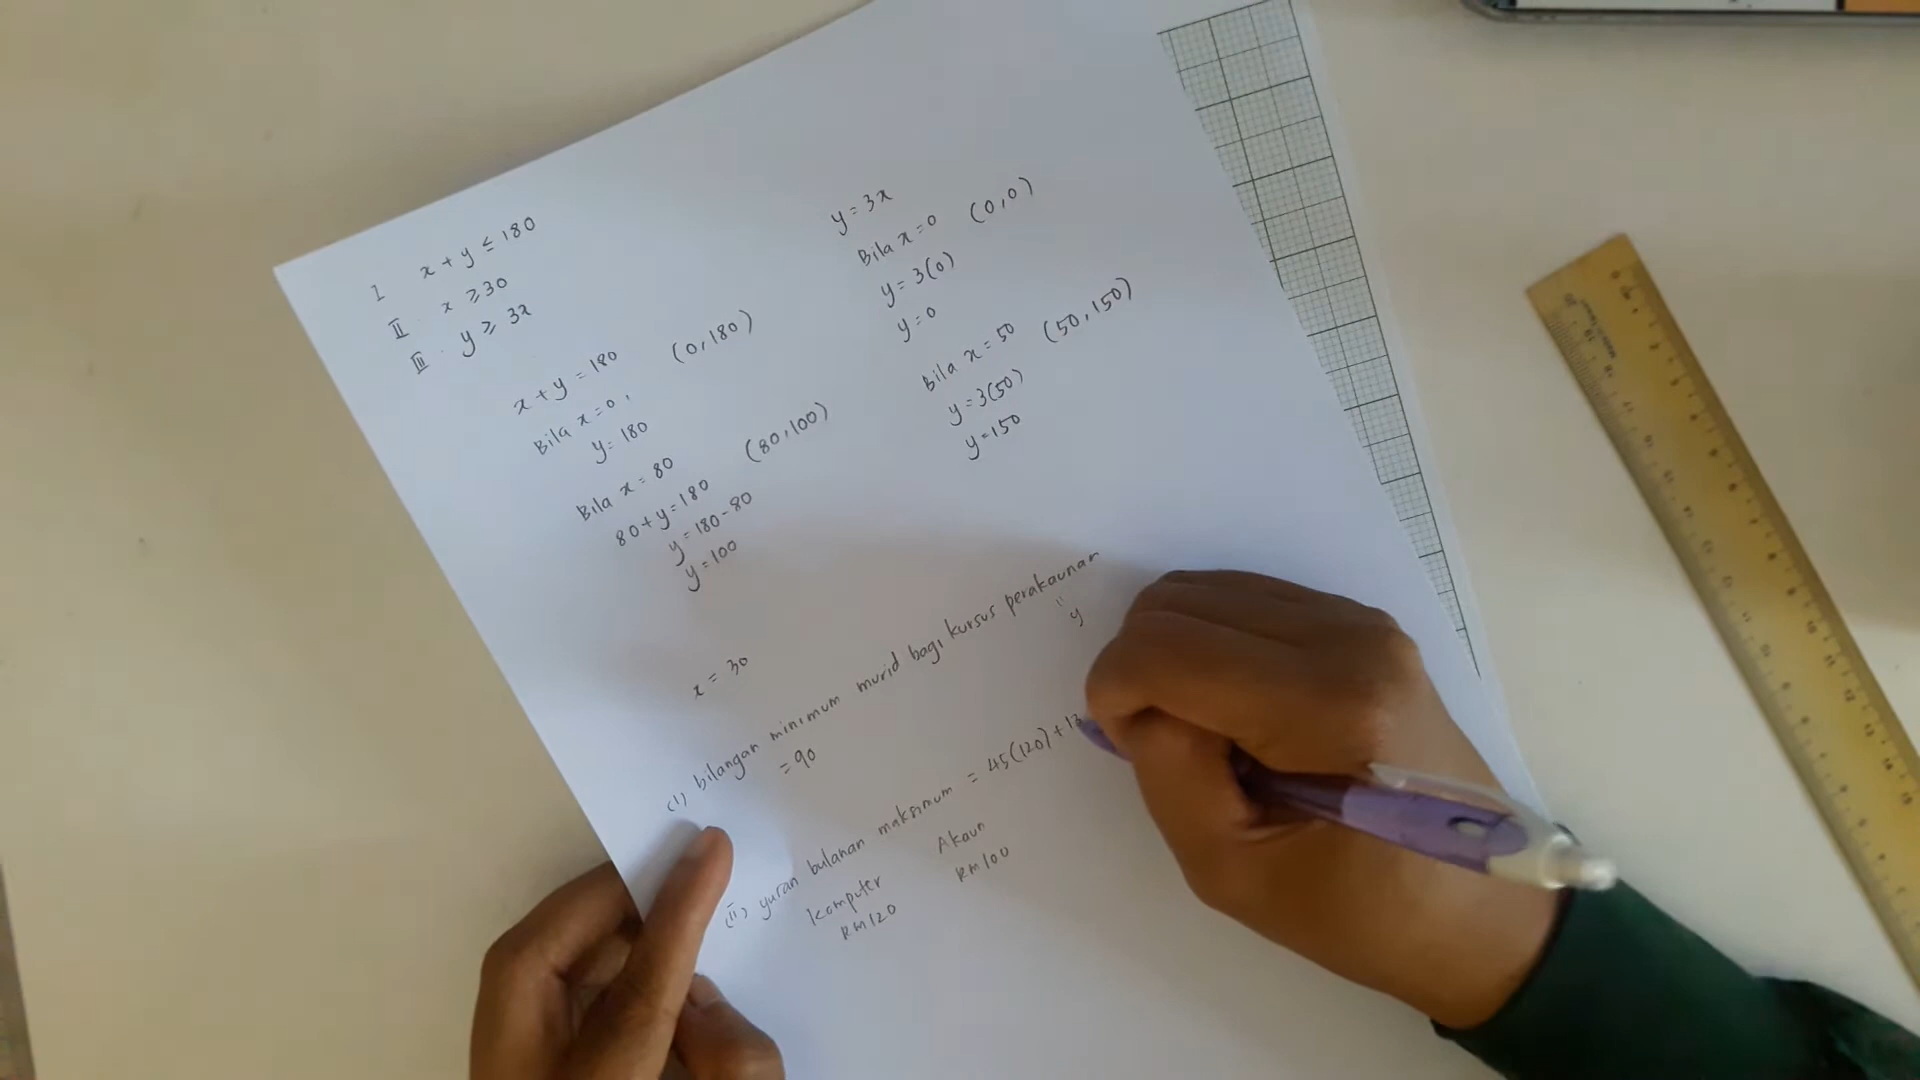 I x + y ≤ 180
II x ≥ 30
III y ≥ 3x
x + y = 180
Bila x = 0, (0,180)
y = 180
Bila x = 80
80 + y = 180 (80,100)
y = 180 - 80
y = 100
y = 3x
Bila x = 0 (0,0)
y = 3(0)
y = 0
Bila x = 50 (50,150)
y = 3(50)
y = 150
x = 30
(i) bilangan minimum murid bagi kursus perakaunan
" y
= 90
(ii) yuran bulanan maksimum = 45(120) + 13
komputer Akaun
RM120 RM100